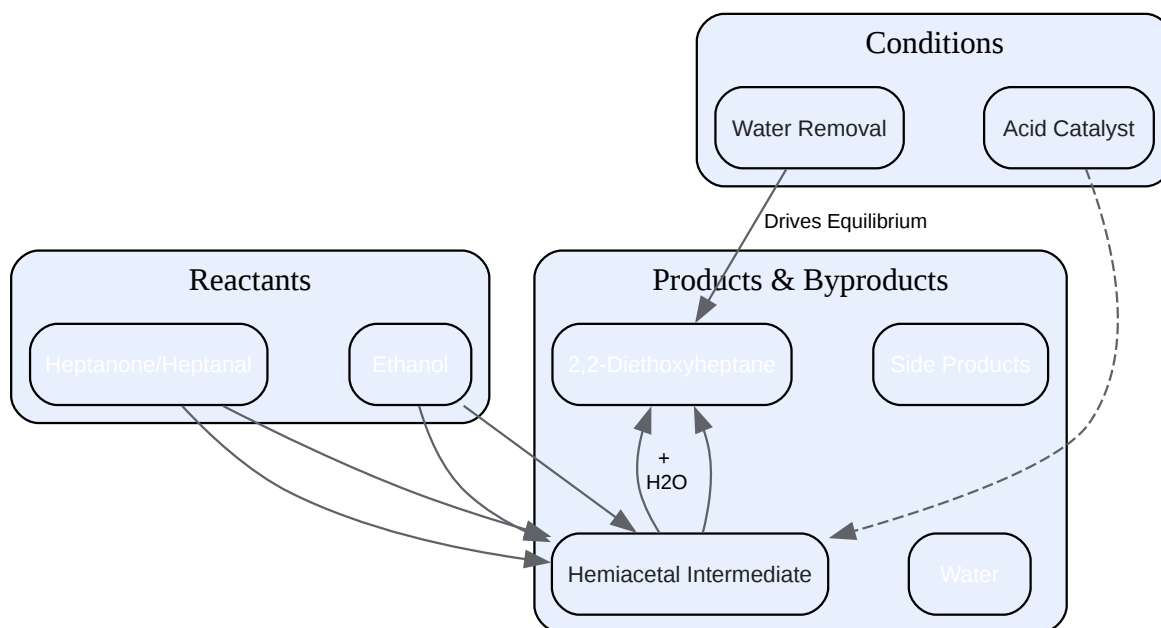 Conditions
Water Removal
Acid Catalyst
Drives Equilibrium
Reactants
Heptanone/Heptanal
Ethanol
Products & Byproducts
2,2-Diethoxyheptane
Side Products
+
H2O
Hemiacetal Intermediate
Water